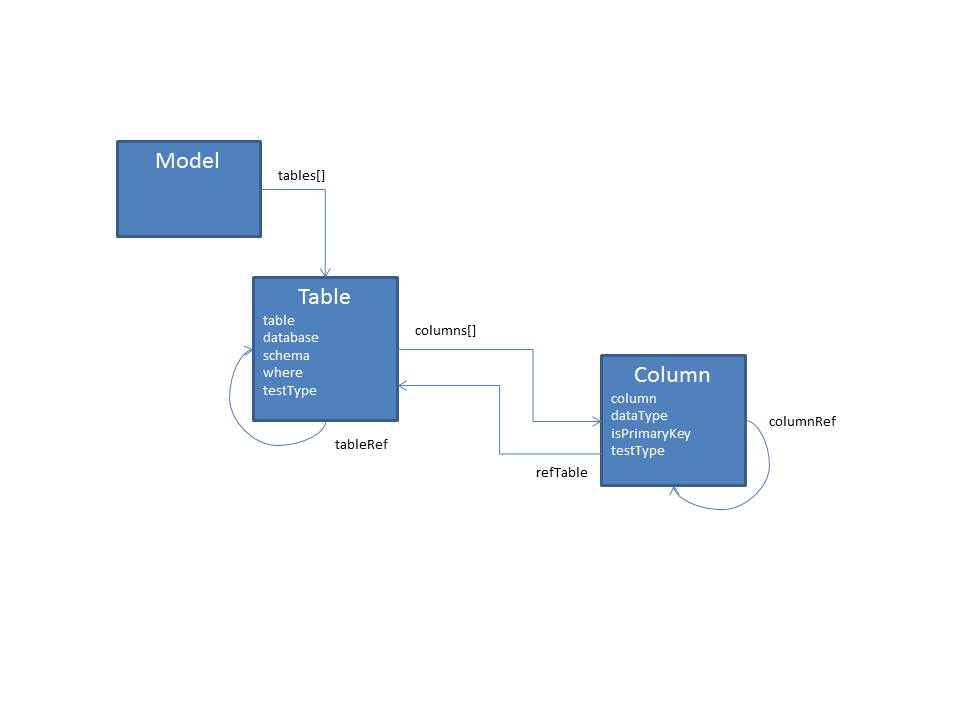 Model
tables[]
Table
table
database
schema
where
testType
columns[]
tableRef
Column
column
dataType
isPrimaryKey
testType
columnRef
refTable